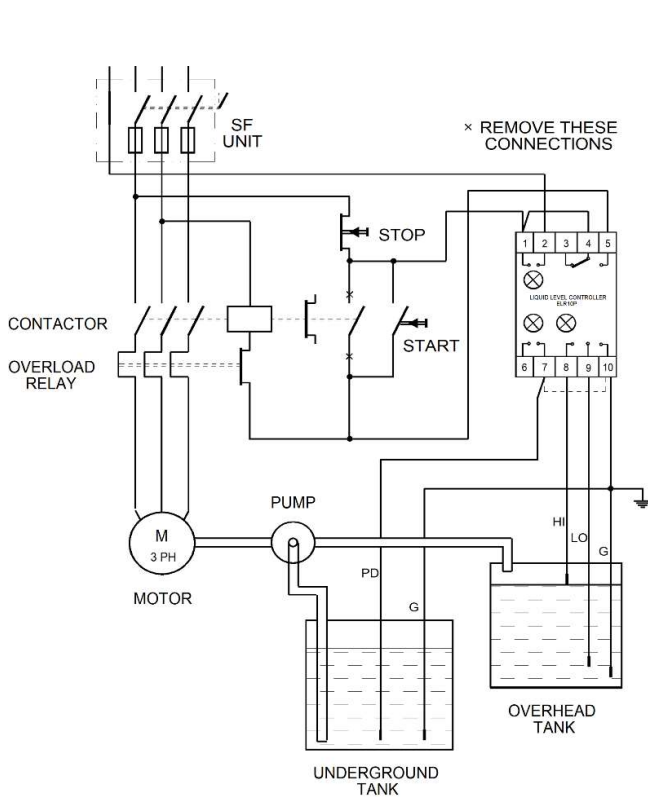 SF
UNIT
× REMOVE THESE
CONNECTIONS
STOP
1 2 3 4 5
LIQUID LEVEL CONTROLLER
ELR10P
CONTACTOR
×
START
×
OVERLOAD
RELAY
6 7 8 9 10
PUMP
M
3 PH
MOTOR
HI
LO
G
PD
G
OVERHEAD
TANK
UNDERGROUND
TANK